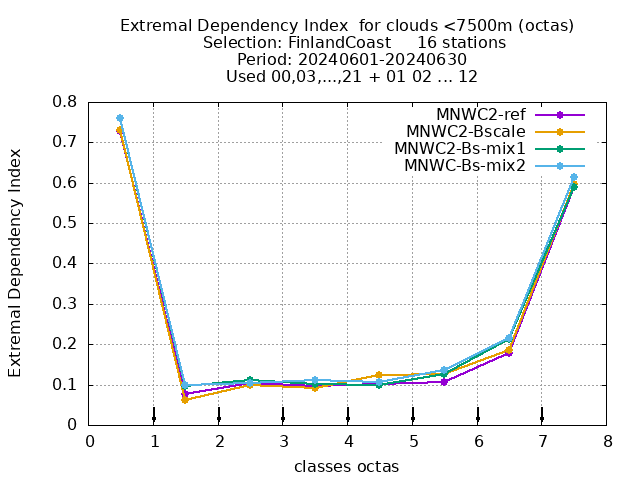 Extremal Dependency Index  for clouds <7500m (octas)
Selection: FinlandCoast     16 stations
Period: 20240601-20240630
Used 00,03,...,21 + 01 02 ... 12
MNWC2-ref
MNWC2-Bscale
MNWC2-Bs-mix1
MNWC-Bs-mix2
Extremal Dependency Index
0.8
0.7
0.6
0.5
0.4
0.3
0.2
0.1
0
0 1 2 3 4 5 6 7 8
classes octas